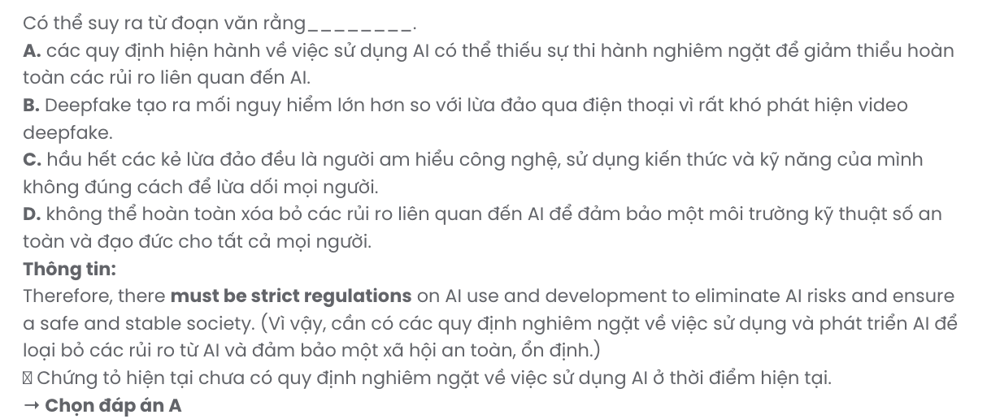 Có thể suy ra từ đoạn văn rằng________.
A. các quy định hiện hành về việc sử dụng AI có thể thiếu sự thi hành nghiêm ngặt để giảm thiểu hoàn
toàn các rủi ro liên quan đến AI.
B. Deepfake tạo ra mối nguy hiểm lớn hơn so với lừa đảo qua điện thoại vì rất khó phát hiện video
deepfake.
C. hầu hết các kẻ lừa đảo đều là người am hiểu công nghệ, sử dụng kiến thức và kỹ năng của mình
không đúng cách để lừa dối mọi người.
D. không thể hoàn toàn xóa bỏ các rủi ro liên quan đến AI để đảm bảo một môi trường kỹ thuật số an
toàn và đạo đức cho tất cả mọi người.
Thông tin:
Therefore, there must be strict regulations on AI use and development to eliminate AI risks and ensure
a safe and stable society. (Vì vậy, cần có các quy định nghiêm ngặt về việc sử dụng và phát triển AI để
loại bỏ các rủi ro từ AI và đảm bảo một xã hội an toàn, ổn định.)
Chứng tỏ hiện tại chưa có quy định nghiêm ngặt về việc sử dụng AI ở thời điểm hiện tại.
→ Chọn đáp án A